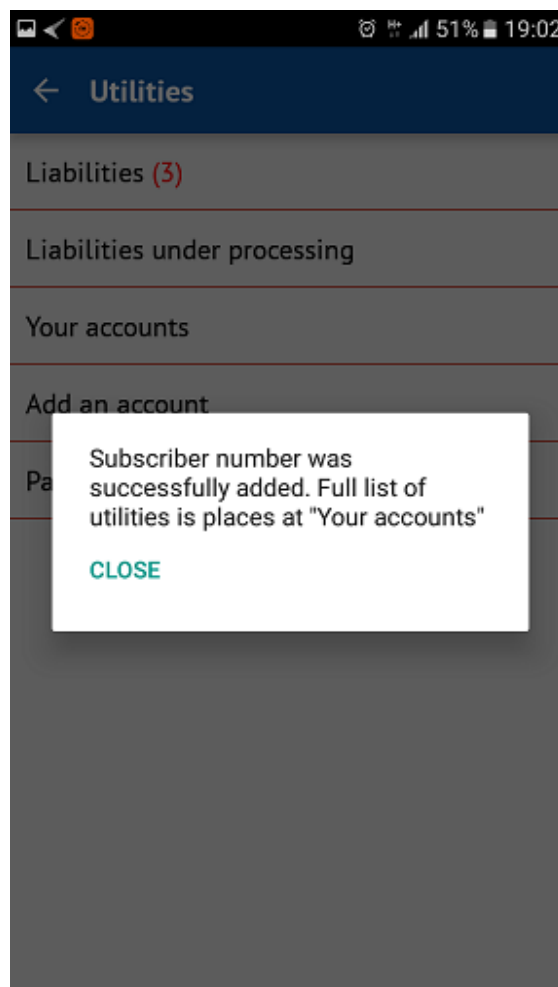 51% 19:02
Utilities
Liabilities (3)
Liabilities under processing
Your accounts
Add an account
Pa
Subscriber number was
successfully added. Full list of
utilities is places at "Your accounts"
CLOSE